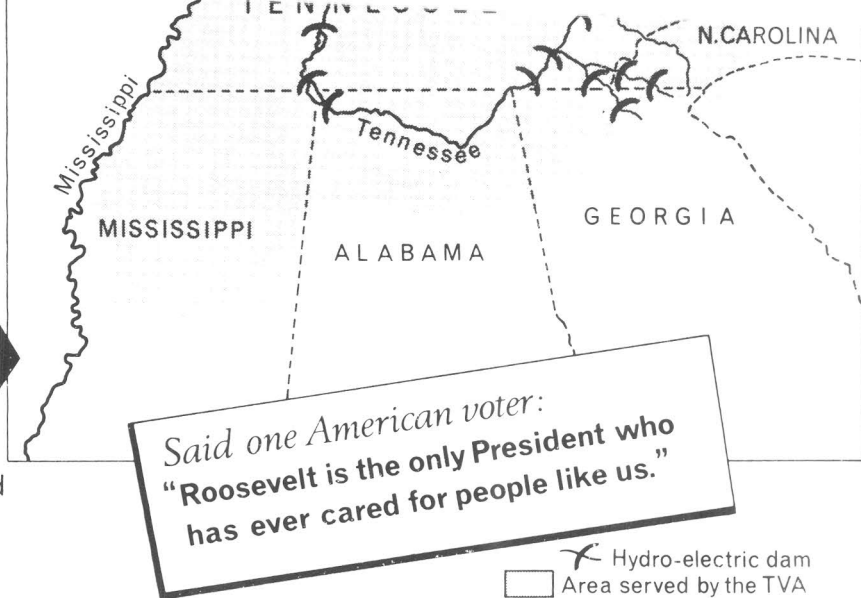 TENNESSEE
N.CAROLINA
Mississippi
Tennessee
MISSISSIPPI
ALABAMA
GEORGIA
Said one American voter:
“Roosevelt is the only President who
has ever cared for people like us.”
Hydro-electric dam
Area served by the TVA